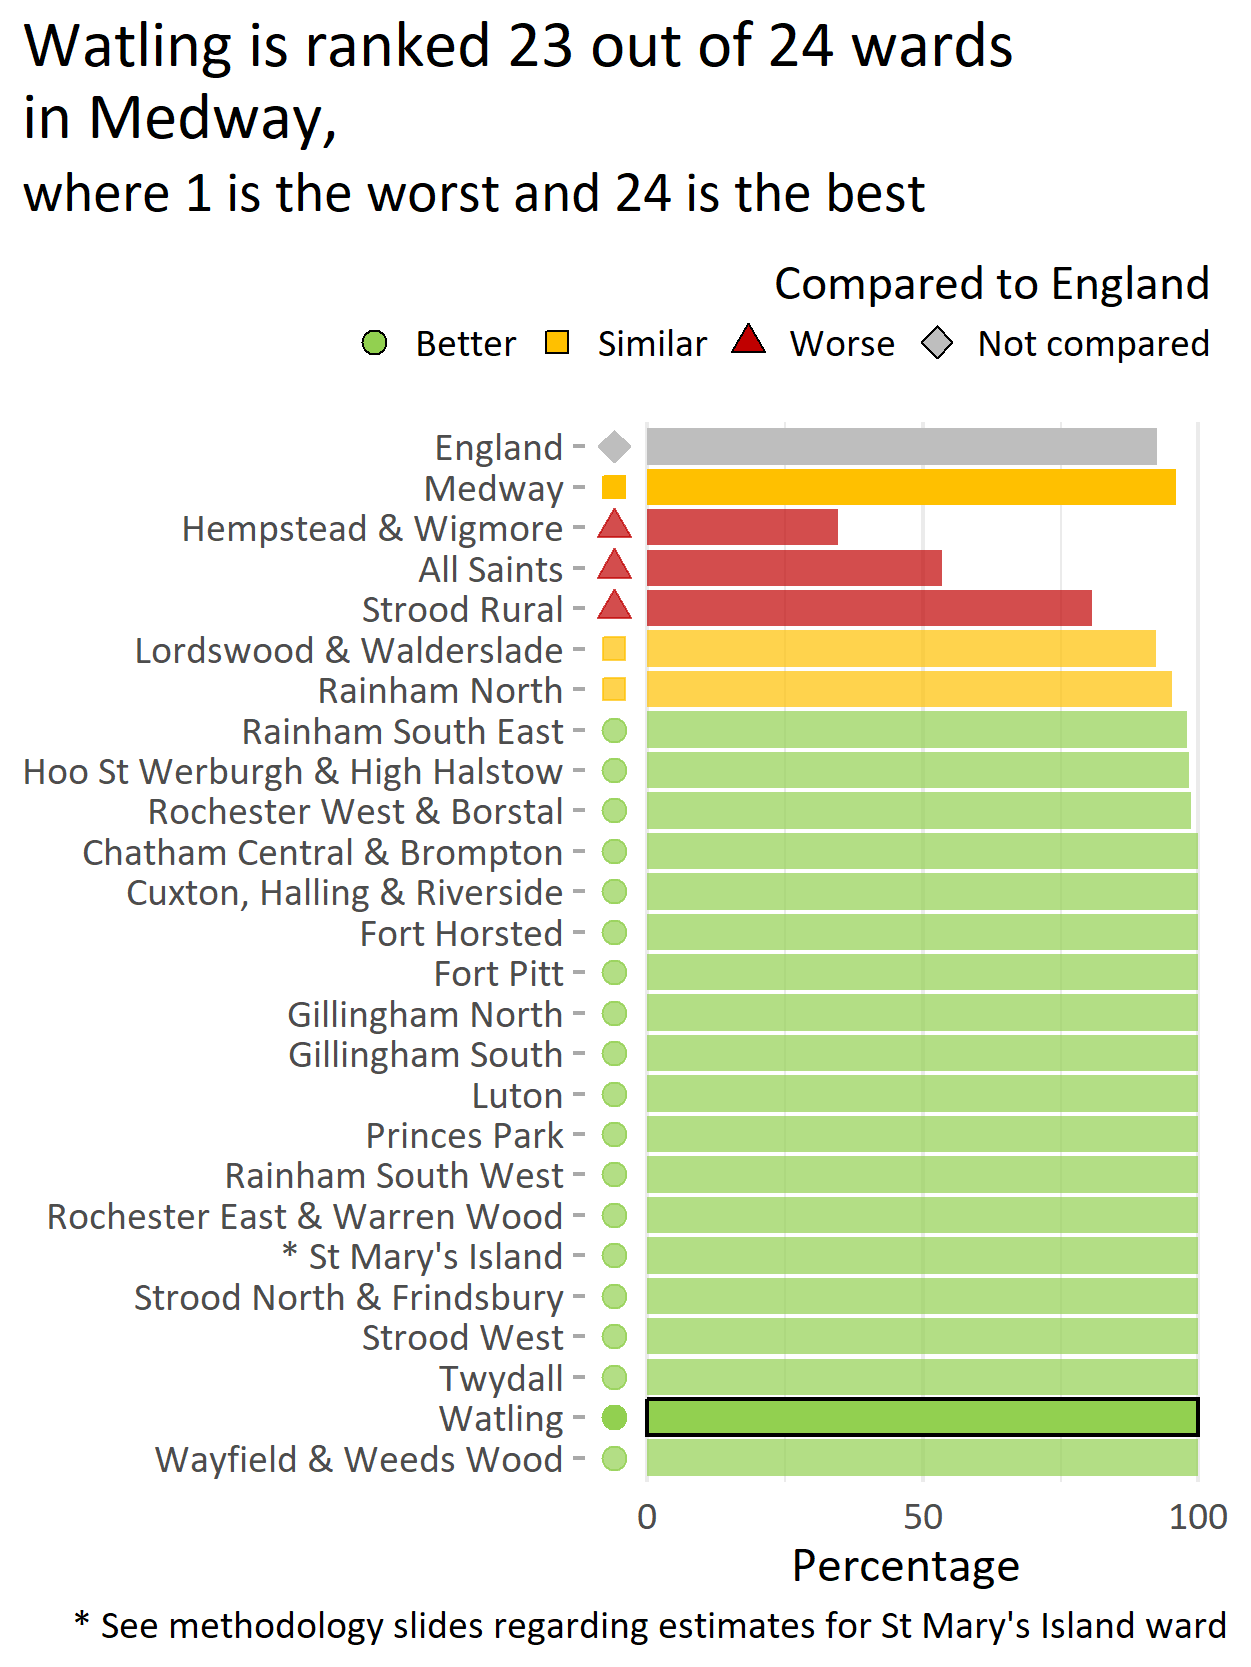 Watling is ranked 23 out of 24 wards
in Medway,
where 1 is the worst and 24 is the best
Compared to England
Better Similar Worse Not compared
England
Medway
Hempstead & Wigmore
All Saints
Strood Rural
Lordswood & Walderslade
Rainham North
Rainham South East
Hoo St Werburgh & High Halstow
Rochester West & Borstal
Chatham Central & Brompton
Cuxton, Halling & Riverside
Fort Horsted
Fort Pitt
Gillingham North
Gillingham South
Luton
Princes Park
Rainham South West
Rochester East & Warren Wood
* St Mary's Island
Strood North & Frindsbury
Strood West
Twydall
Watling
Wayfield & Weeds Wood
0 50 100
Percentage
* See methodology slides regarding estimates for St Mary's Island ward